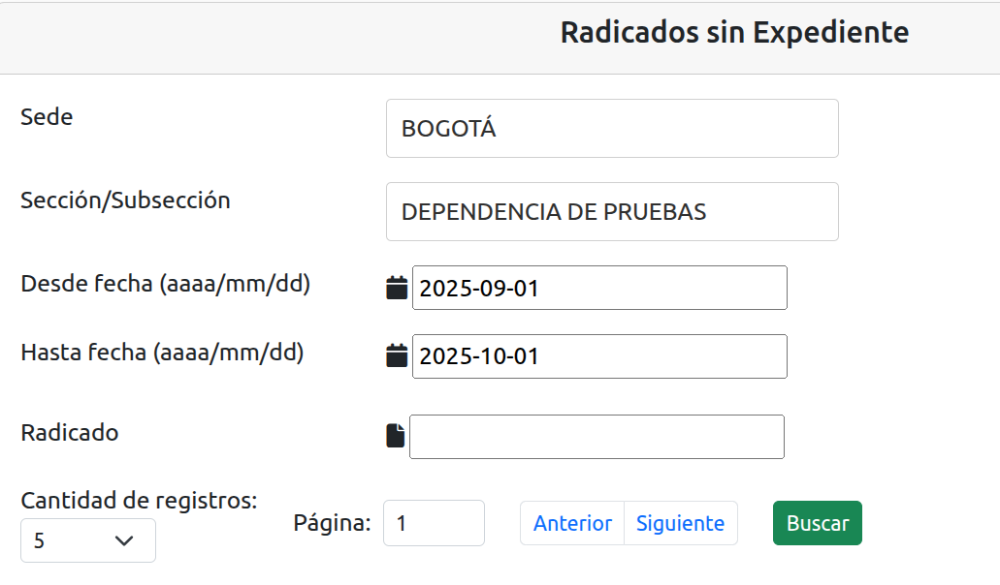 Radicados sin Expediente
Sede
BOGOTÁ
Sección/Subsección
DEPENDENCIA DE PRUEBAS
Desde fecha (aaaa/mm/dd)
2025-09-01
Hasta fecha (aaaa/mm/dd)
2025-10-01
Radicado
Cantidad de registros:
5
Página:
1
Anterior
Siguiente
Buscar